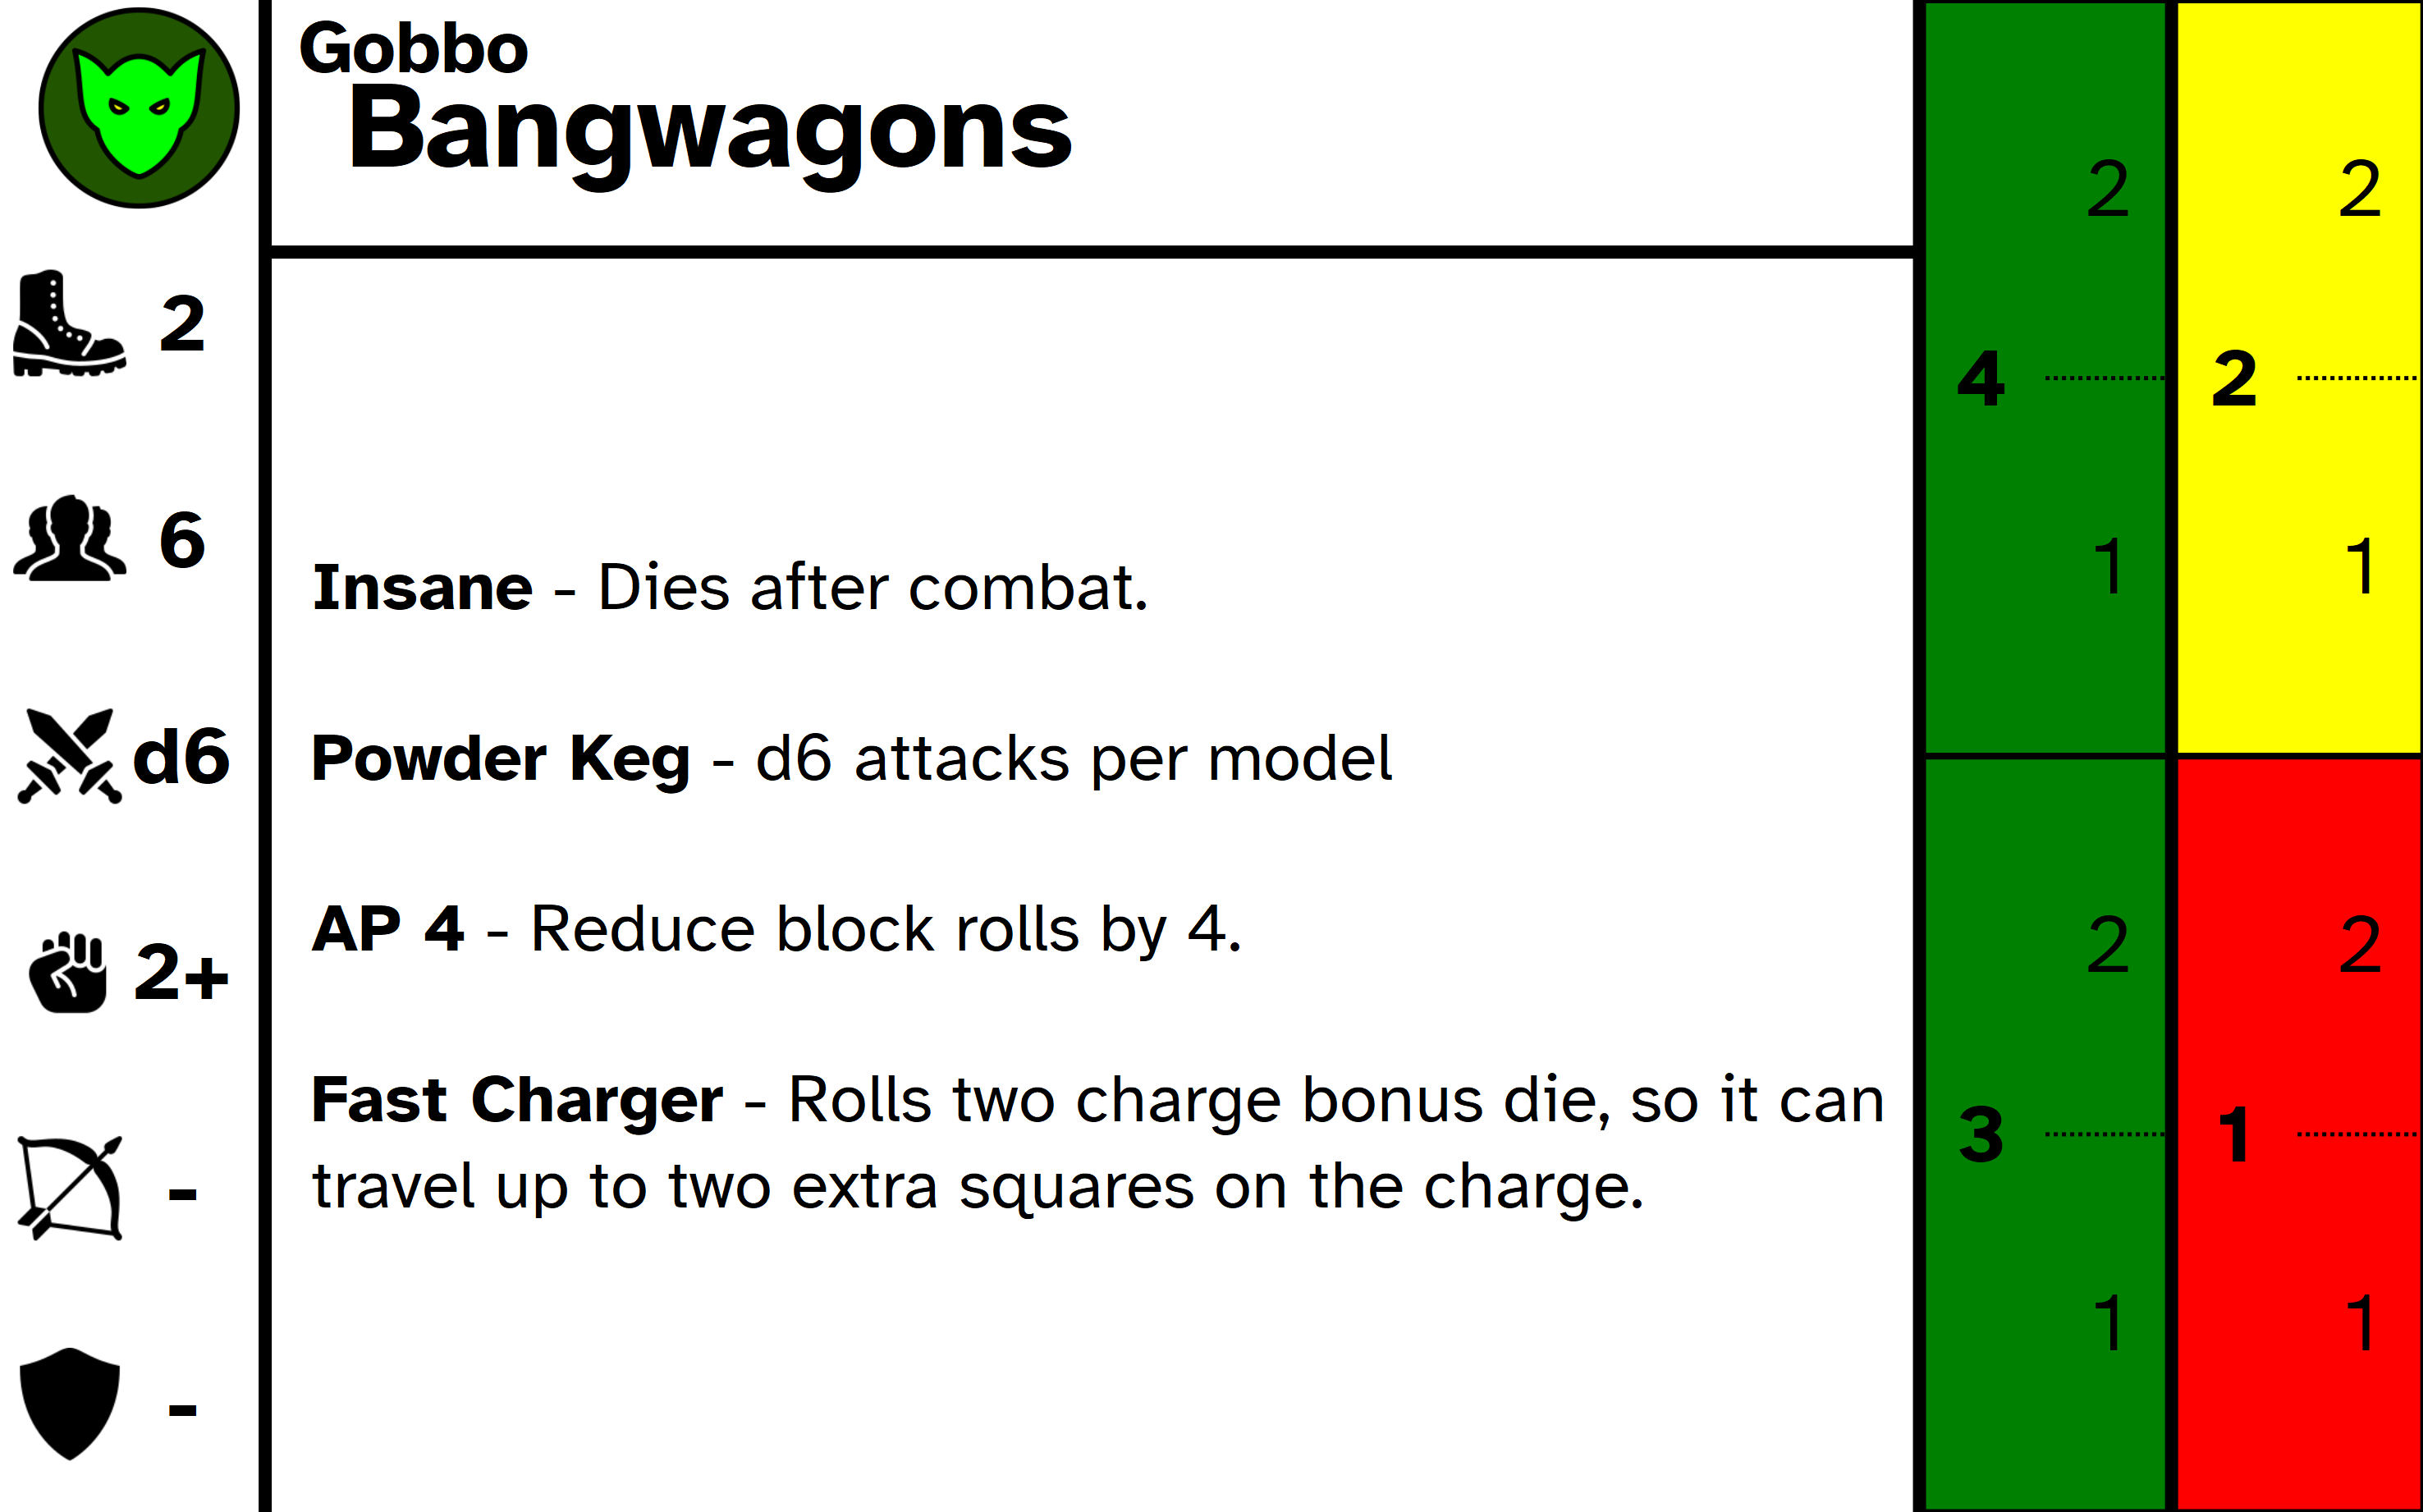 Gobbo
Bangwagons
2
6
d6
2+
-
-
Insane - Dies after combat.
Powder Keg - d6 attacks per model
AP 4 - Reduce block rolls by 4.
Fast Charger - Rolls two charge bonus die, so it can
travel up to two extra squares on the charge.
4
2
1
2
2
1
3
2
1
1
2
1